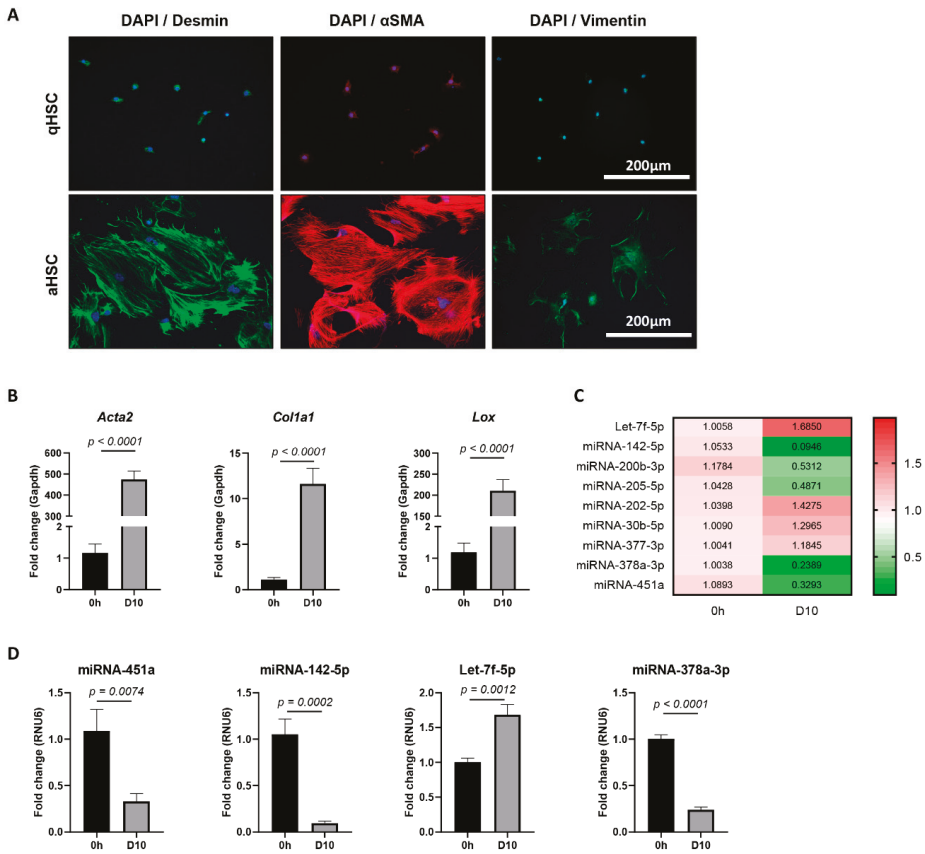 A
DAPI / Desmin
DAPI / αSMA
DAPI / Vimentin
qHSC
200μm
aHSC
200μm
B
Acta2
p < 0.0001
Fold change (Gapdh)
600
500
400
300
2
1
0
0h
D10
Col1a1
p < 0.0001
Fold change (Gapdh)
15
10
5
0
0h
D10
Lox
p < 0.0001
Fold change (Gapdh)
300
250
200
150
100
2
1
0
0h
D10
C
Let-7f-5p 1.0058 1.6850
miRNA-142-5p 1.0533 0.0946
miRNA-200b-3p 1.1784 0.5312
miRNA-205-5p 1.0428 0.4871
miRNA-202-5p 1.0398 1.4275
miRNA-30b-5p 1.0090 1.2965
miRNA-377-3p 1.0041 1.1845
miRNA-378a-3p 1.0038 0.2389
miRNA-451a 1.0893 0.3293
0h D10
1.5
1.0
0.5
D
miRNA-451a
p = 0.0074
Fold change (RNU6)
1.5
1.0
0.5
0.0
0h
D10
miRNA-142-5p
p = 0.0002
Fold change (RNU6)
1.5
1.0
0.5
0.0
0h
D10
Let-7f-5p
p = 0.0012
Fold change (RNU6)
2.0
1.5
1.0
0.5
0.0
0h
D10
miRNA-378a-3p
p < 0.0001
Fold change (RNU6)
1.5
1.0
0.5
0.0
0h
D10